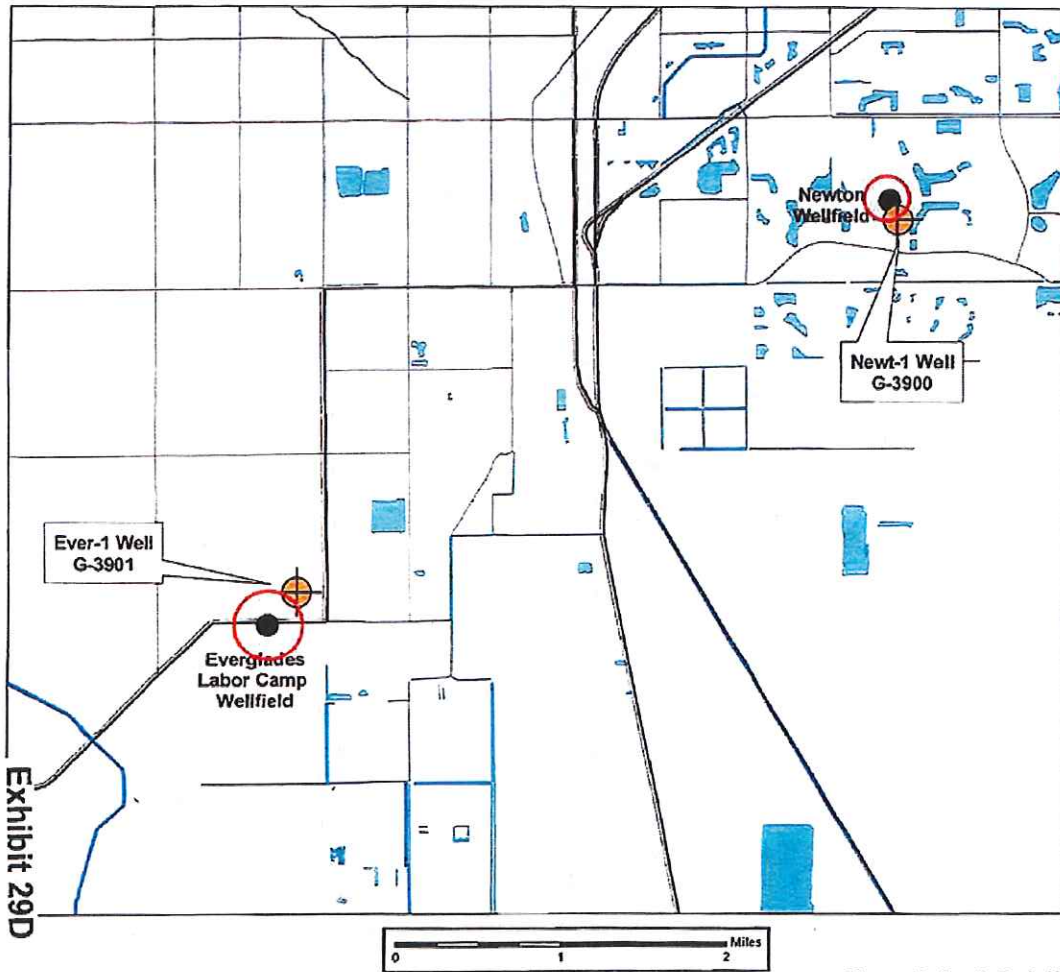 Newton
Wellfield
Newt-1 Well
G-3900
Ever-1 Well
G-3901
Everglades
Labor Camp
Wellfield
Exhibit 29D
0 1 2 Miles